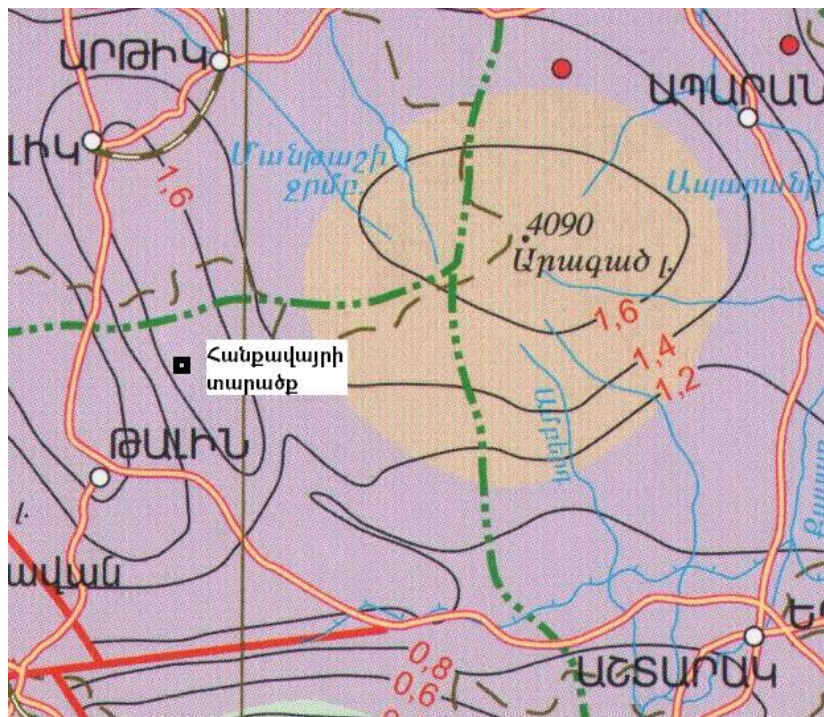 ԱՐԹԻԿ
ԱՊԱՐԱՆ
ԼԻԿ
Մանթաշի
ջրմբ.
1,6
Ապարանի
4090
Արագած լ.
1,6
1,4
1,2
Հանքավայրի
տարածք
Ամբերդ
ԹԱԼԻՆ
Քասախ
լ.
ավան
ԱՇՏԱՐԱԿ
0,8
0,6